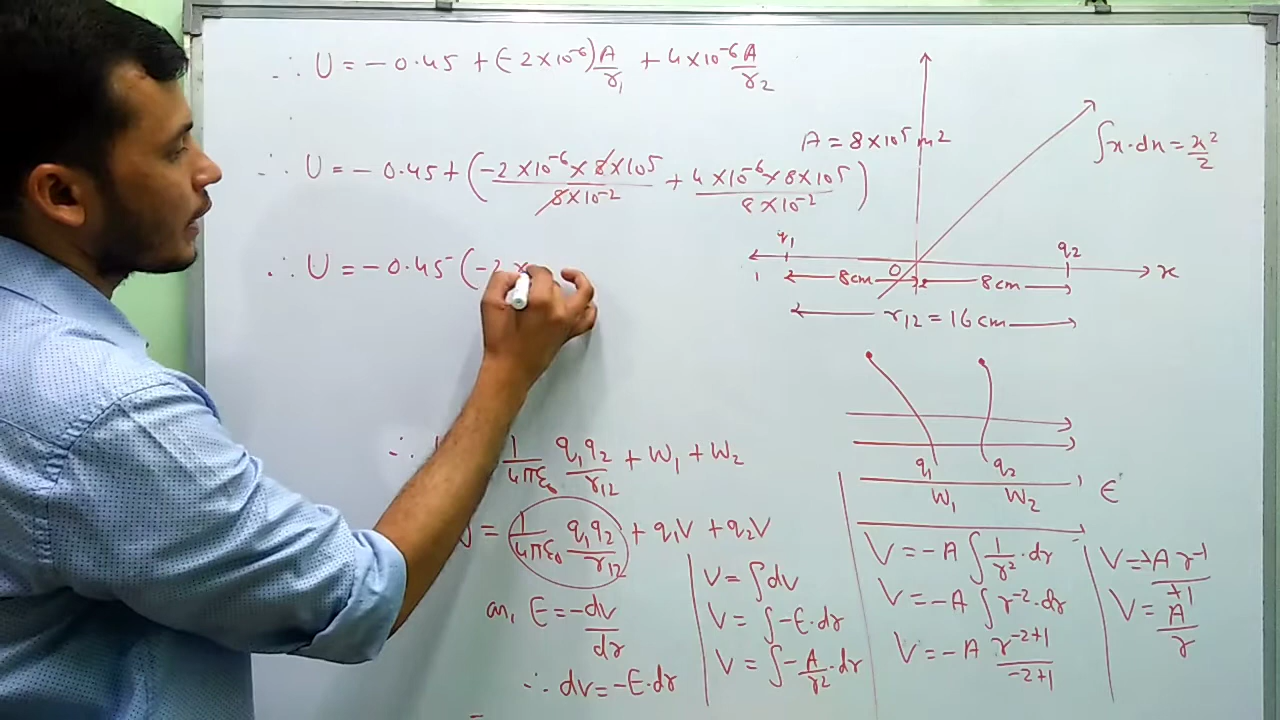 ∴ U = - 0.45 + (-2×10⁻⁶) A/r₁ + 4×10⁻⁶ A/r₂
∴ U = - 0.45 + (-2×10⁻⁶×8×10⁵/8×10⁻² + 4×10⁻⁶×8×10⁵/8×10⁻²)
∴ U = - 0.45 (-2×
A = 8×10⁵ m2
∫x·dx = x²/2
q₁ O q₂ x
8cm 8cm
r₁₂ = 16cm
q₁ q₂
W₁ W₂ E
∴ 1/4πε₀ q₁q₂/r₁₂ + W₁ + W₂
= 1/4πε₀ q₁q₂/r₁₂ + q₁V + q₂V
as, E = -dv/dr
∴ dv = -E·dr
=
V = ∫dv
V = ∫-E·dr
V = ∫-A/r²·dr
V = -A ∫1/r²·dr
V = -A ∫r⁻²·dr
V = -A r⁻²⁺¹/-2+1
V = +A r⁻¹/+1
V = A/r